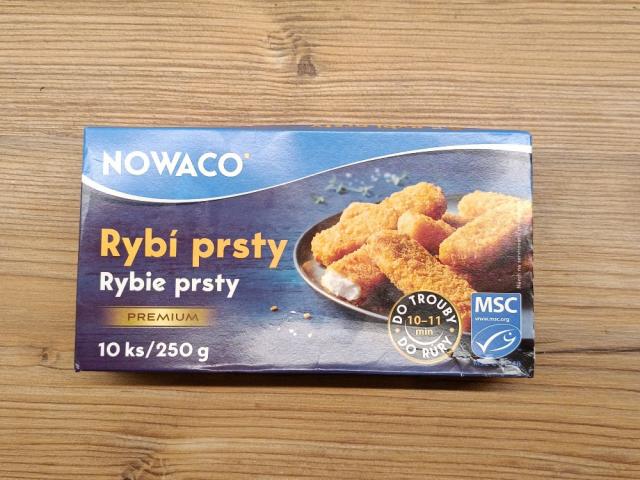 NOWACO
Rybí prsty
Rybie prsty
PREMIUM
10 ks/250 g
DO TROUBY
10–11
min
DO RÚRY
MSC
www.msc.org